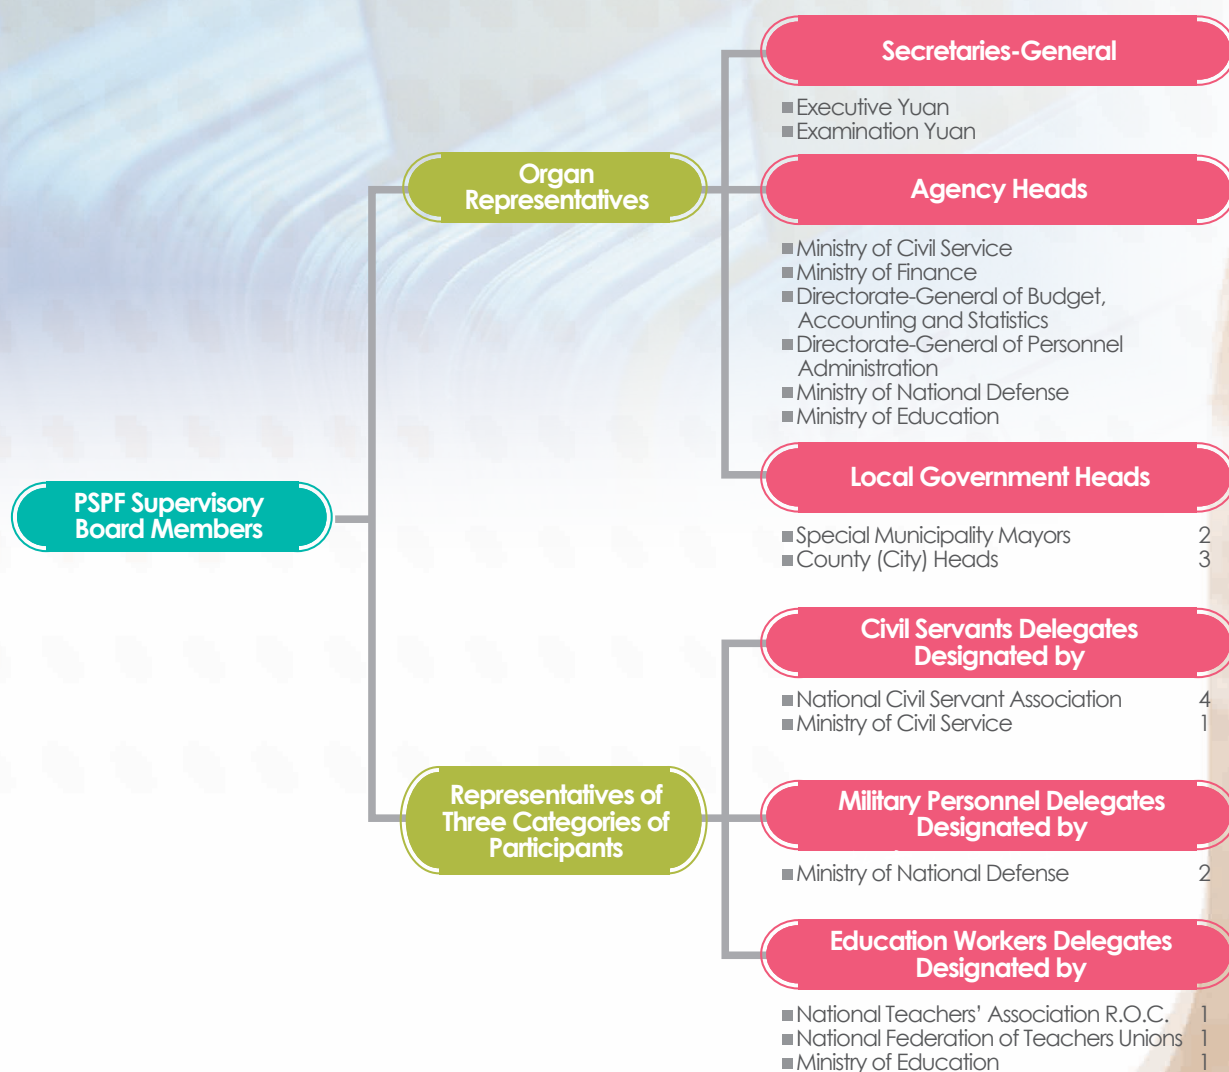 PSPF Supervisory
Board Members
Organ
Representatives
Secretaries-General
Executive Yuan
Examination Yuan
Agency Heads
Ministry of Civil Service
Ministry of Finance
Directorate-General of Budget,
Accounting and Statistics
Directorate-General of Personnel
Administration
Ministry of National Defense
Ministry of Education
Local Government Heads
Special Municipality Mayors 2
County (City) Heads 3
Representatives of
Three Categories of
Participants
Civil Servants Delegates
Designated by
National Civil Servant Association 4
Ministry of Civil Service 1
Military Personnel Delegates
Designated by
Ministry of National Defense 2
Education Workers Delegates
Designated by
National Teachers' Association R.O.C. 1
National Federation of Teachers Unions 1
Ministry of Education 1